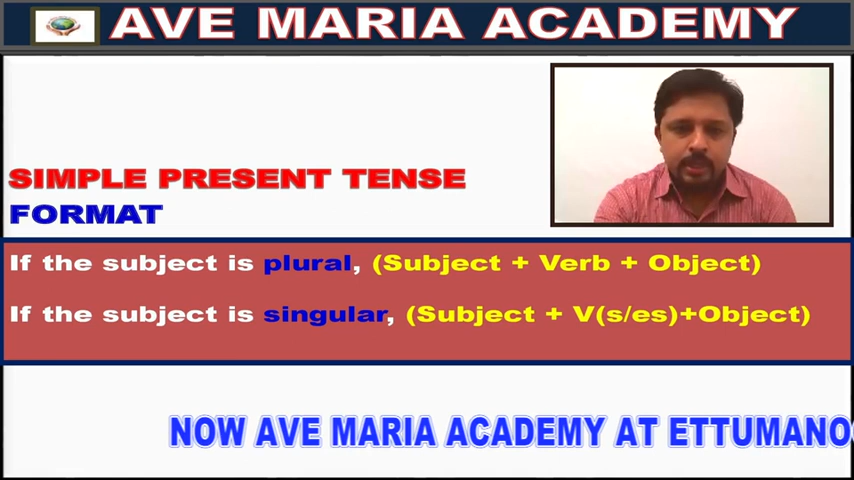 AVE MARIA ACADEMY
SIMPLE PRESENT TENSE
FORMAT
If the subject is plural, (Subject + Verb + Object)
If the subject is singular, (Subject + V(s/es)+Object)
NOW AVE MARIA ACADEMY AT ETTUMANO